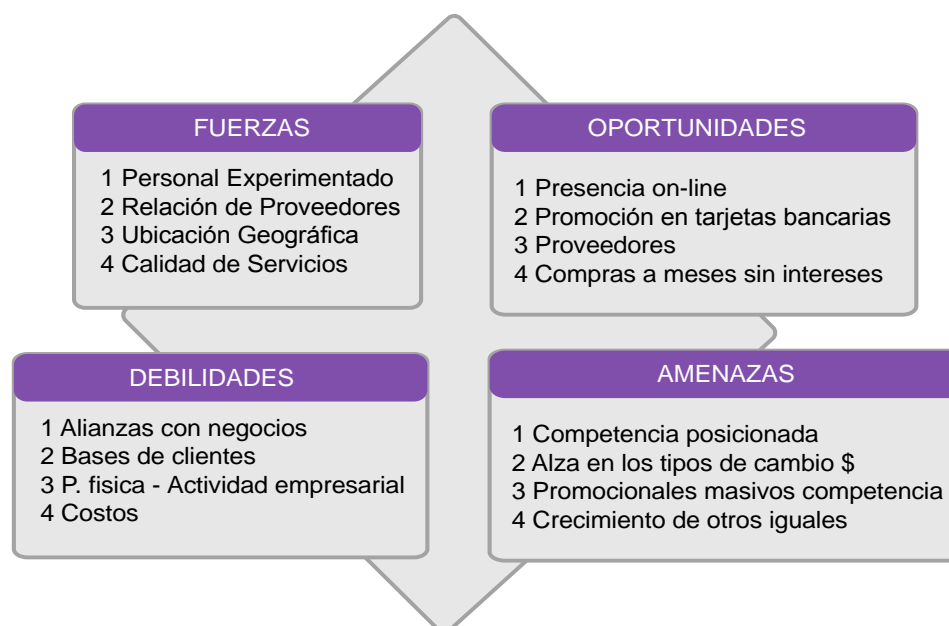 FUERZAS
1 Personal Experimentado
2 Relación de Proveedores
3 Ubicación Geográfica
4 Calidad de Servicios
OPORTUNIDADES
1 Presencia on-line
2 Promoción en tarjetas bancarias
3 Proveedores
4 Compras a meses sin intereses
DEBILIDADES
1 Alianzas con negocios
2 Bases de clientes
3 P. fisica - Actividad empresarial
4 Costos
AMENAZAS
1 Competencia posicionada
2 Alza en los tipos de cambio $
3 Promocionales masivos competencia
4 Crecimiento de otros iguales